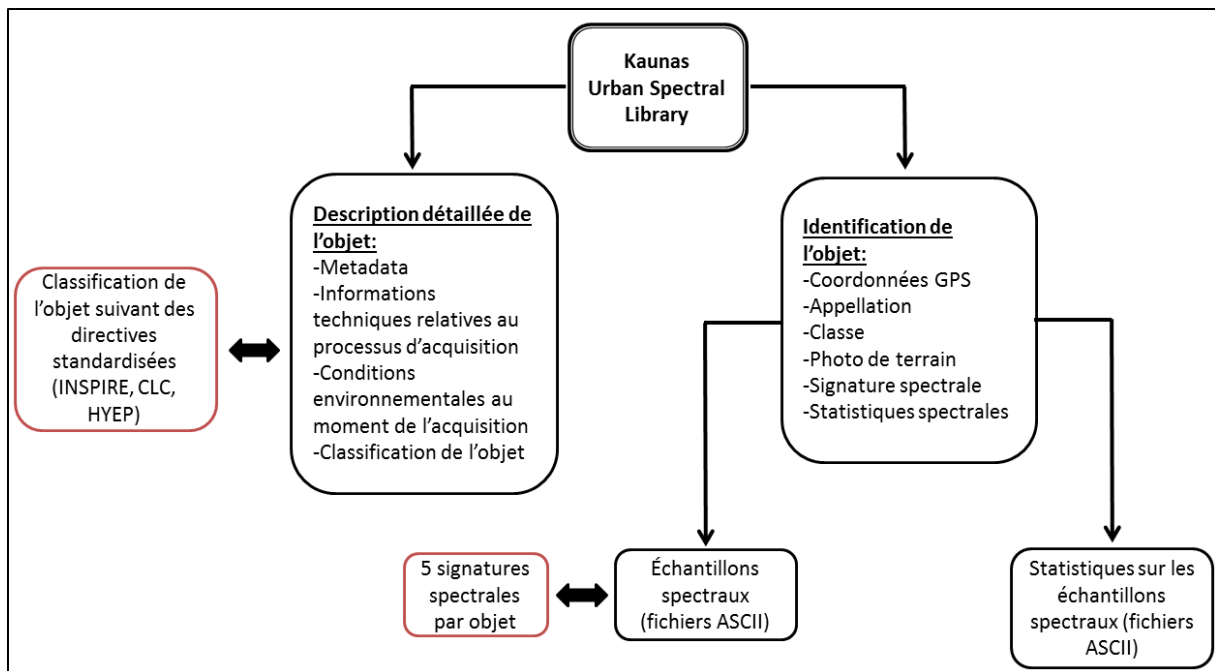 Kaunas
Urban Spectral
Library
Description détaillée de
l’objet:
-Metadata
-Informations
techniques relatives au
processus d’acquisition
-Conditions
environnementales au
moment de l’acquisition
-Classification de l’objet
Identification de
l’objet:
-Coordonnées GPS
-Appellation
-Classe
-Photo de terrain
-Signature spectrale
-Statistiques spectrales
Classification de
l’objet suivant des
directives
standardisées
(INSPIRE, CLC,
HYEP)
5 signatures
spectrales
par objet
Échantillons
spectraux
(fichiers ASCII)
Statistiques sur les
échantillons
spectraux (fichiers
ASCII)